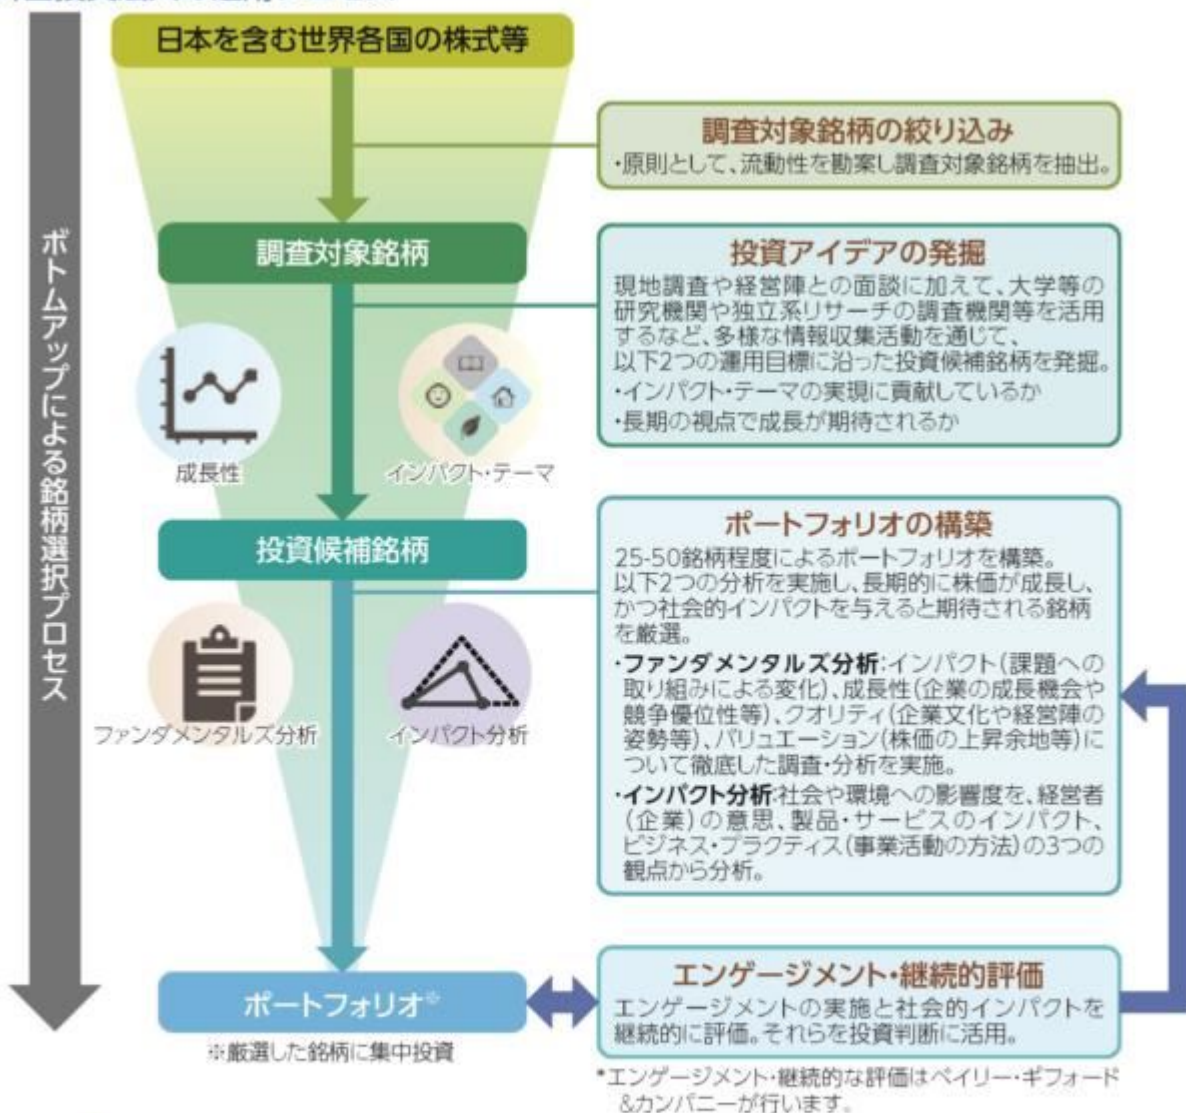 日本を含む世界各国の株式等
ボトムアップによる銘柄選択プロセス
調査対象銘柄の絞り込み
・原則として、流動性を勘案し調査対象銘柄を抽出。
調査対象銘柄
投資アイデアの発掘
現地調査や経営陣との面談に加えて、大学等の
研究機関や独立系リサーチの調査機関等を活用
するなど、多様な情報収集活動を通じて、
以下2つの運用目標に沿った投資候補銘柄を発掘。
・インパクト・テーマの実現に貢献しているか
・長期の視点で成長が期待されるか
成長性
インパクト・テーマ
投資候補銘柄
ポートフォリオの構築
25-50銘柄程度によるポートフォリオを構築。
以下2つの分析を実施し、長期的に株価が成長し、
かつ社会的インパクトを与えると期待される銘柄
を厳選。
・ファンダメンタルズ分析:インパクト(課題への
取り組みによる変化)、成長性(企業の成長機会や
競争優位性等)、クオリティ(企業文化や経営陣の
姿勢等)、バリュエーション(株価の上昇余地等)に
ついて徹底した調査・分析を実施。
・インパクト分析:社会や環境への影響度を、経営者
(企業)の意思、製品・サービスのインパクト、
ビジネス・プラクティス(事業活動の方法)の3つの
観点から分析。
ファンダメンタルズ分析
インパクト分析
ポートフォリオ※
※厳選した銘柄に集中投資
エンゲージメント・継続的評価
エンゲージメントの実施と社会的インパクトを
継続的に評価。それらを投資判断に活用。
*エンゲージメント・継続的な評価はベイリー・ギフォード
&カンパニーが行います。